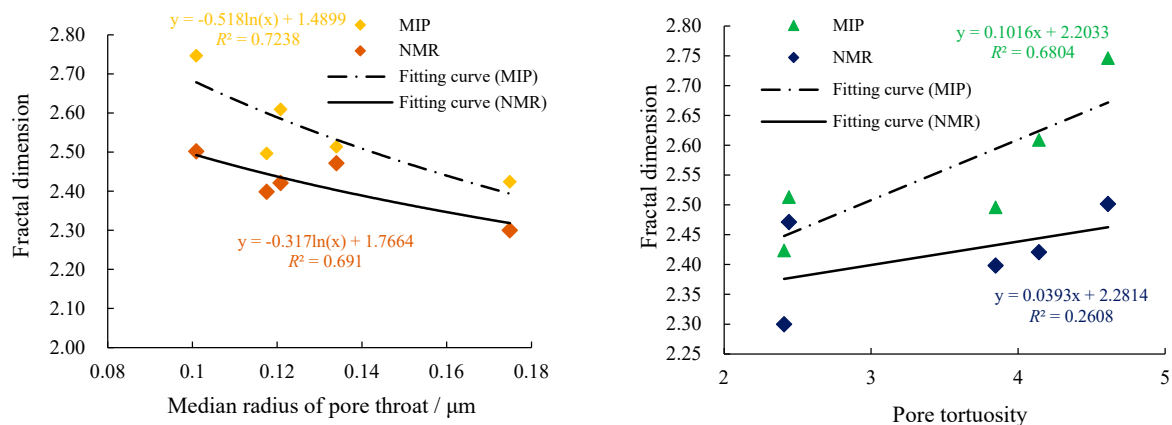 y = -0.518ln(x) + 1.4899
R² = 0.7238
MIP
NMR
Fitting curve (MIP)
Fitting curve (NMR)
y = -0.317ln(x) + 1.7664
R² = 0.691
2.80
2.70
2.60
2.50
2.40
2.30
2.20
2.10
2.00
0.08
0.1
0.12
0.14
0.16
0.18
Fractal dimension
Median radius of pore throat / μm
MIP
NMR
Fitting curve (MIP)
Fitting curve (NMR)
y = 0.1016x + 2.2033
R² = 0.6804
y = 0.0393x + 2.2814
R² = 0.2608
2.80
2.75
2.70
2.65
2.60
2.55
2.50
2.45
2.40
2.35
2.30
2.25
2
3
4
5
Fractal dimension
Pore tortuosity